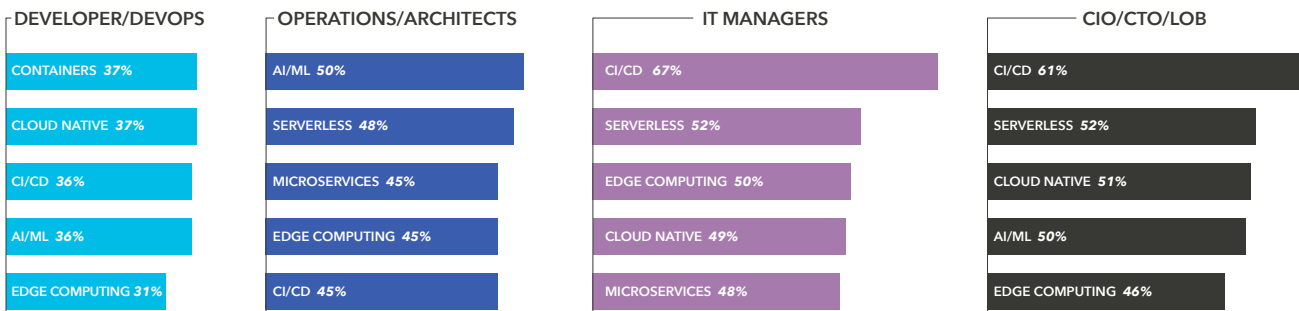 DEVELOPER/DEVOPS
CONTAINERS 37%
CLOUD NATIVE 37%
CI/CD 36%
AI/ML 36%
EDGE COMPUTING 31%
OPERATIONS/ARCHITECTS
AI/ML 50%
SERVERLESS 48%
MICROSERVICES 45%
EDGE COMPUTING 45%
CI/CD 45%
IT MANAGERS
CI/CD 67%
SERVERLESS 52%
EDGE COMPUTING 50%
CLOUD NATIVE 49%
MICROSERVICES 48%
CIO/CTO/LOB
CI/CD 61%
SERVERLESS 52%
CLOUD NATIVE 51%
AI/ML 50%
EDGE COMPUTING 46%